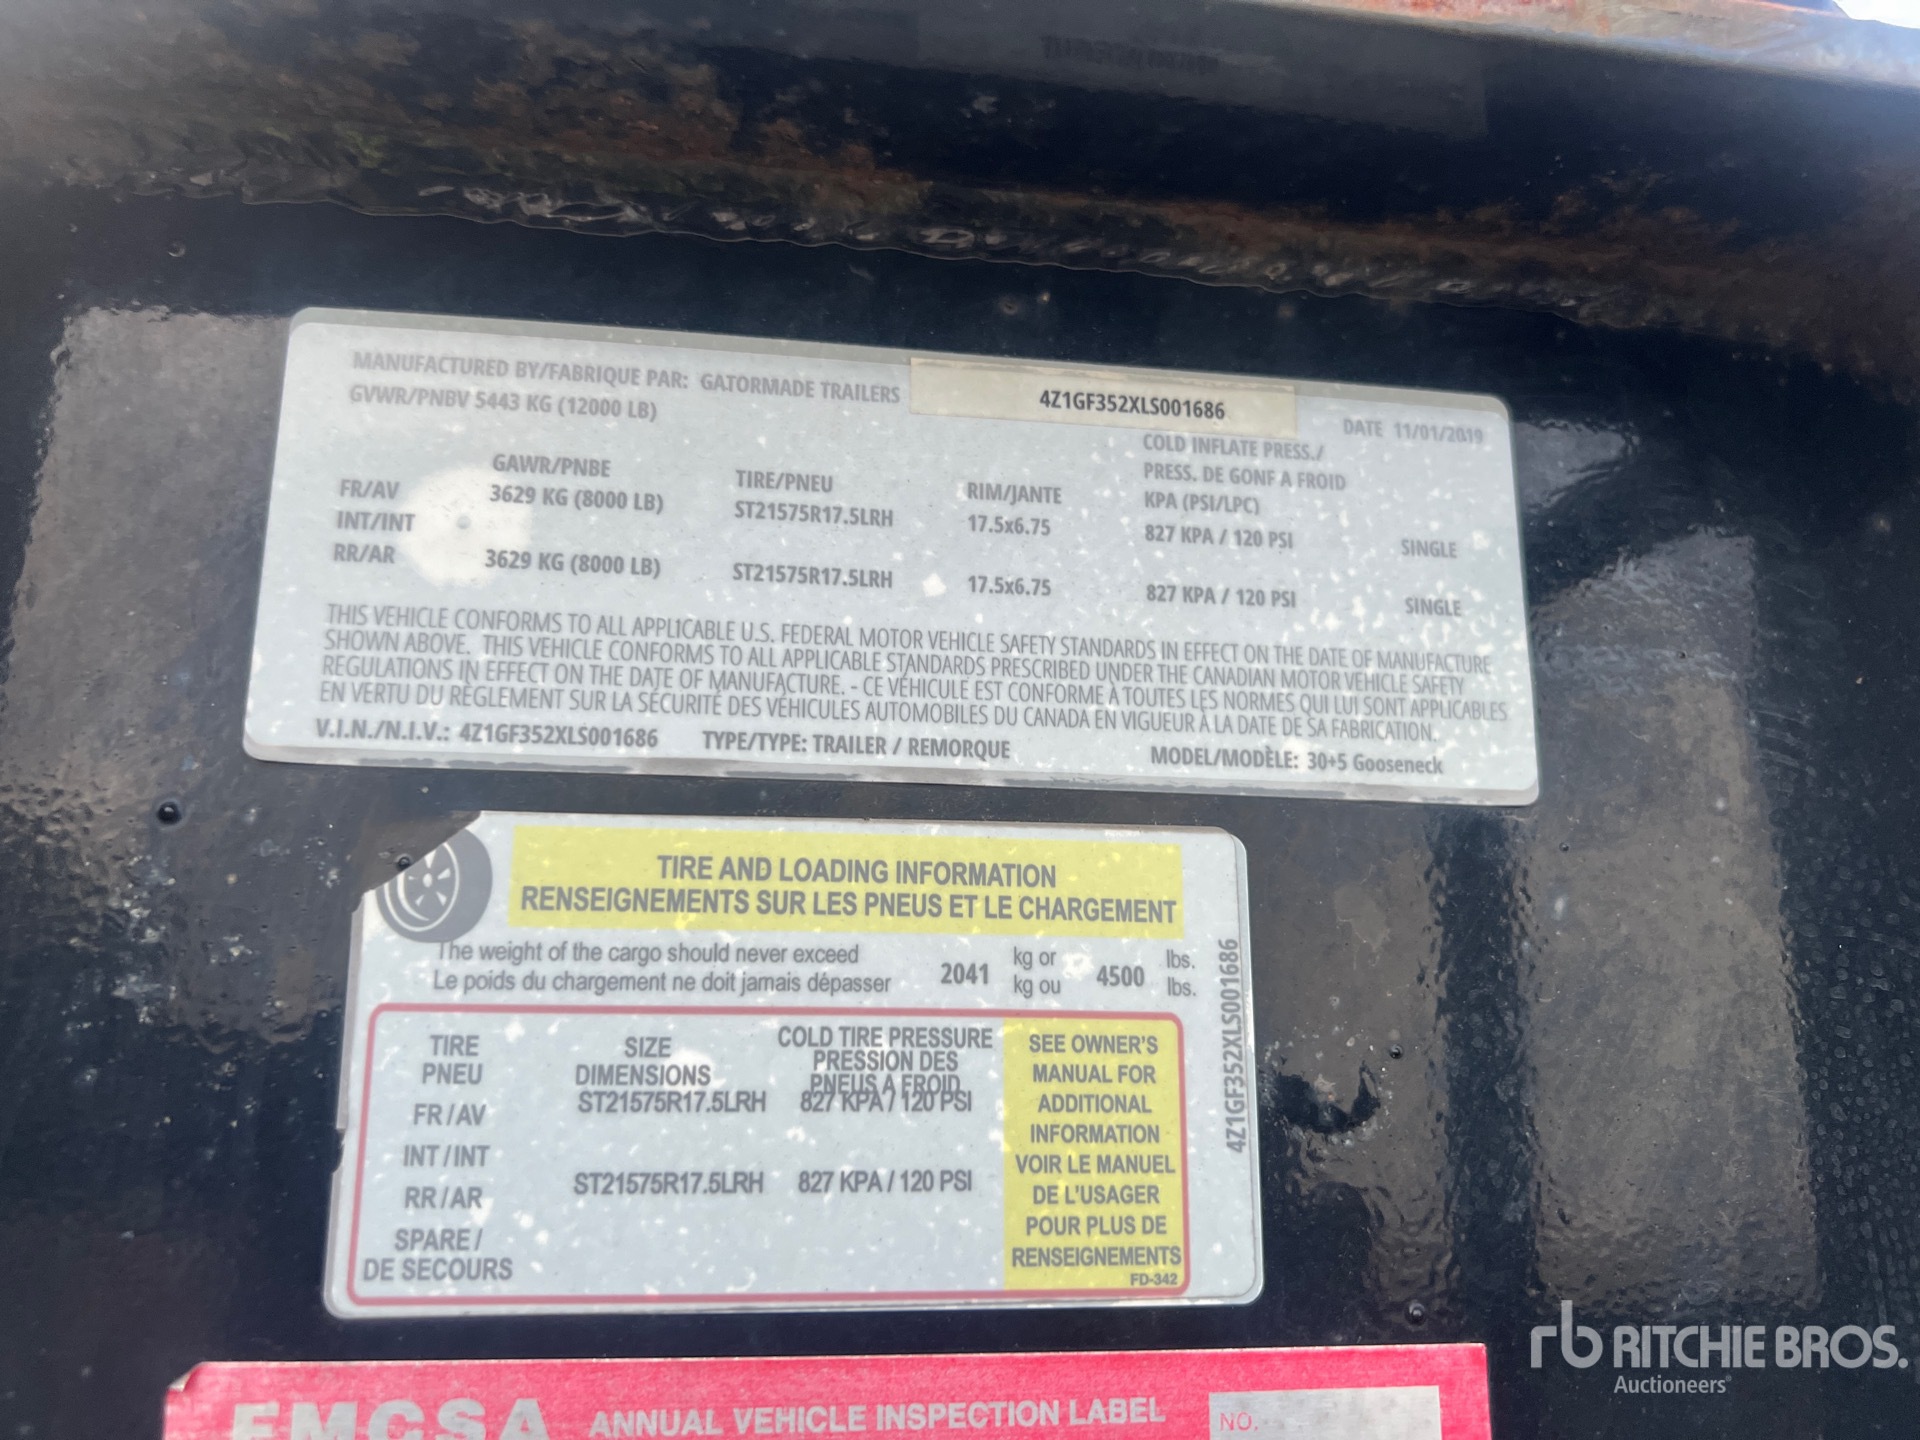 MANUFACTURED BY/FABRIQUE PAR: GATORMADE TRAILERS
4Z1GF352XLS001686
GVWR/PNBV 5443 KG (12000 LB)
DATE 11/01/2019
COLD INFLATE PRESS./
PRESS. DE GONF A FROID
GAWR/PNBE TIRE/PNEU RIM/JANTE KPA (PSI/LPC)
FR/AV 3629 KG (8000 LB) ST21575R17.5LRH 17.5x6.75 827 KPA / 120 PSI SINGLE
INT/INT
RR/AR 3629 KG (8000 LB) ST21575R17.5LRH 17.5x6.75 827 KPA / 120 PSI SINGLE
THIS VEHICLE CONFORMS TO ALL APPLICABLE U.S. FEDERAL MOTOR VEHICLE SAFETY STANDARDS IN EFFECT ON THE DATE OF MANUFACTURE
SHOWN ABOVE. THIS VEHICLE CONFORMS TO ALL APPLICABLE STANDARDS PRESCRIBED UNDER THE CANADIAN MOTOR VEHICLE SAFETY
REGULATIONS IN EFFECT ON THE DATE OF MANUFACTURE. - CE VÉHICULE EST CONFORME À TOUTES LES NORMES QUI LUI SONT APPLICABLES
EN VERTU DU RÈGLEMENT SUR LA SÉCURITÉ DES VÉHICULES AUTOMOBILES DU CANADA EN VIGUEUR À LA DATE DE SA FABRICATION.
V.I.N./N.I.V.: 4Z1GF352XLS001686 TYPE/TYPE: TRAILER / REMORQUE MODEL/MODÈLE: 30+5 Gooseneck
TIRE AND LOADING INFORMATION
RENSEIGNEMENTS SUR LES PNEUS ET LE CHARGEMENT
The weight of the cargo should never exceed kg or lbs.
2041 4500
Le poids du chargement ne doit jamais dépasser kg ou lbs.
TIRE SIZE COLD TIRE PRESSURE
PNEU DIMENSIONS PRESSION DES
PNEUS A FROID
FR/AV ST21575R17.5LRH 827 KPA / 120 PSI
INT/INT
RR/AR ST21575R17.5LRH 827 KPA / 120 PSI
SPARE /
DE SECOURS
SEE OWNER'S
MANUAL FOR
ADDITIONAL
INFORMATION
VOIR LE MANUEL
DE L'USAGER
POUR PLUS DE
RENSEIGNEMENTS
FD-342
4Z1GF352XLS001686
FMCSA ANNUAL VEHICLE INSPECTION LABEL NO.
rb RITCHIE BROS.
Auctioneers